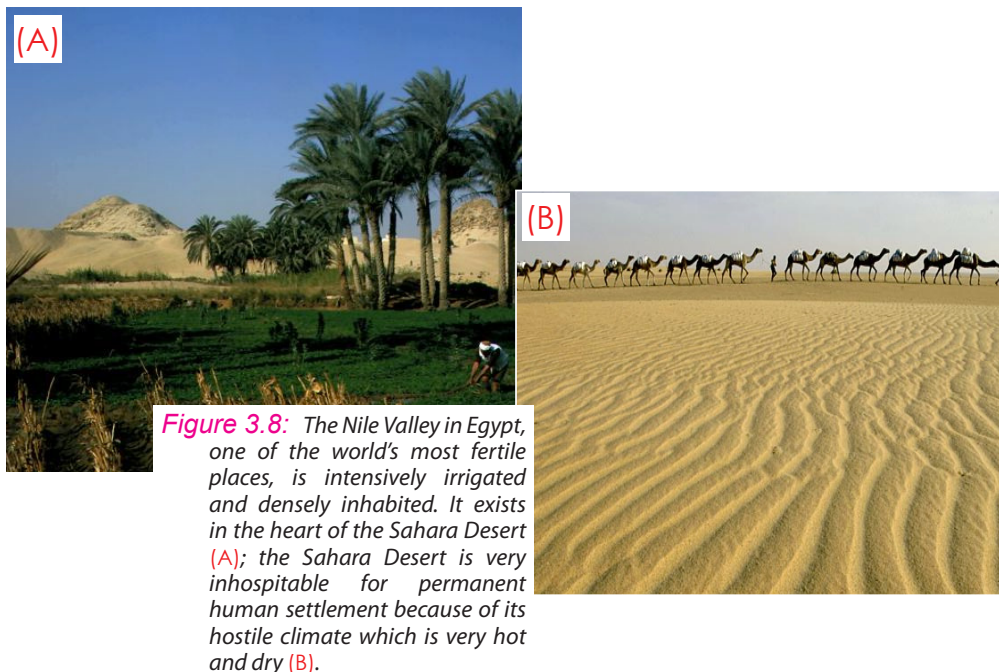 (A)
(B)
Figure 3.8: The Nile Valley in Egypt,
one of the world's most fertile
places, is intensively irrigated
and densely inhabited. It exists
in the heart of the Sahara Desert
(A); the Sahara Desert is very
inhospitable for permanent
human settlement because of its
hostile climate which is very hot
and dry (B).